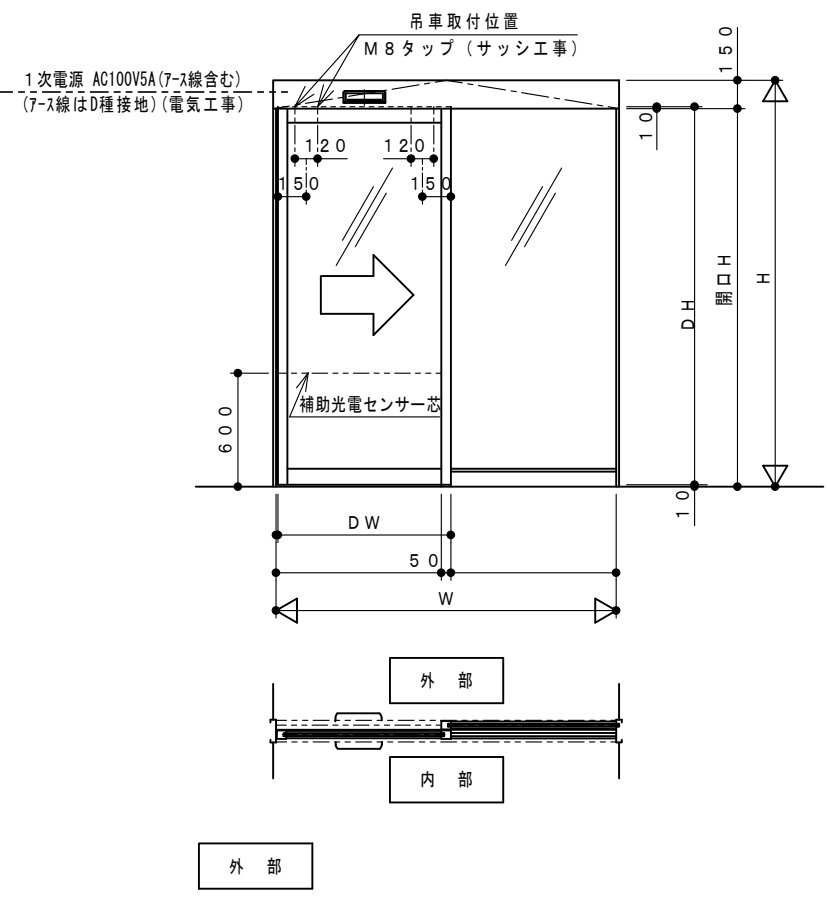 吊車取付位置
M8タップ（サッシ工事）
1次電源 AC100V5A(ｱｰｽ線含む)
(ｱｰｽ線はD種接地)(電気工事)
150
10
120
120
150
150
開口H
H
DH
補助光電センサー芯
600
10
DW
50
W
外 部
内 部
外 部